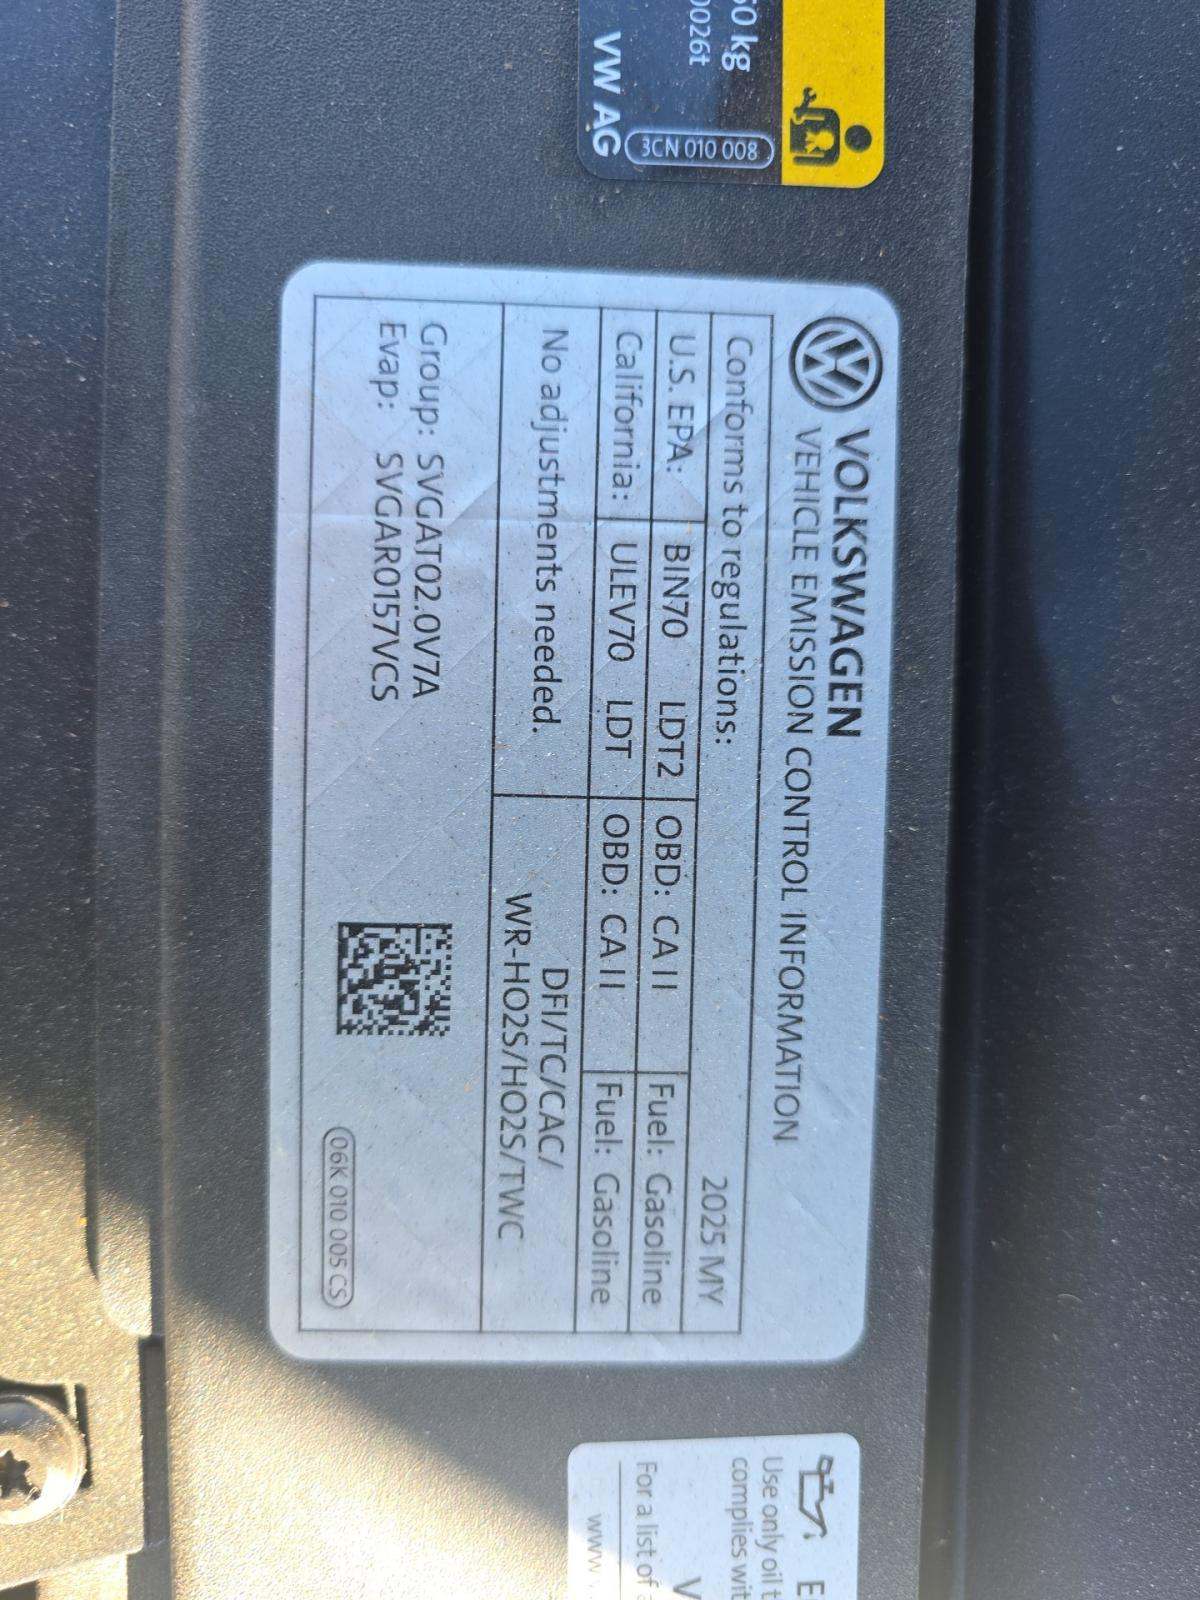 50 kg
0026t
VW AG
3CN 010 008
VOLKSWAGEN
VEHICLE EMISSION CONTROL INFORMATION
Conforms to regulations: 2025 MY
U.S. EPA: BIN70 LDT2 OBD: CA II Fuel: Gasoline
California: ULEV70 LDT OBD: CA II Fuel: Gasoline
No adjustments needed. DFI/TC/CAC/
WR-HO2S/HO2S/TWC
Group: SVGAT02.0V7A
Evap: SVGAR0157VCS
06K 010 005 CS
E
Use only oil t
complies wit
V
For a list of a
www.